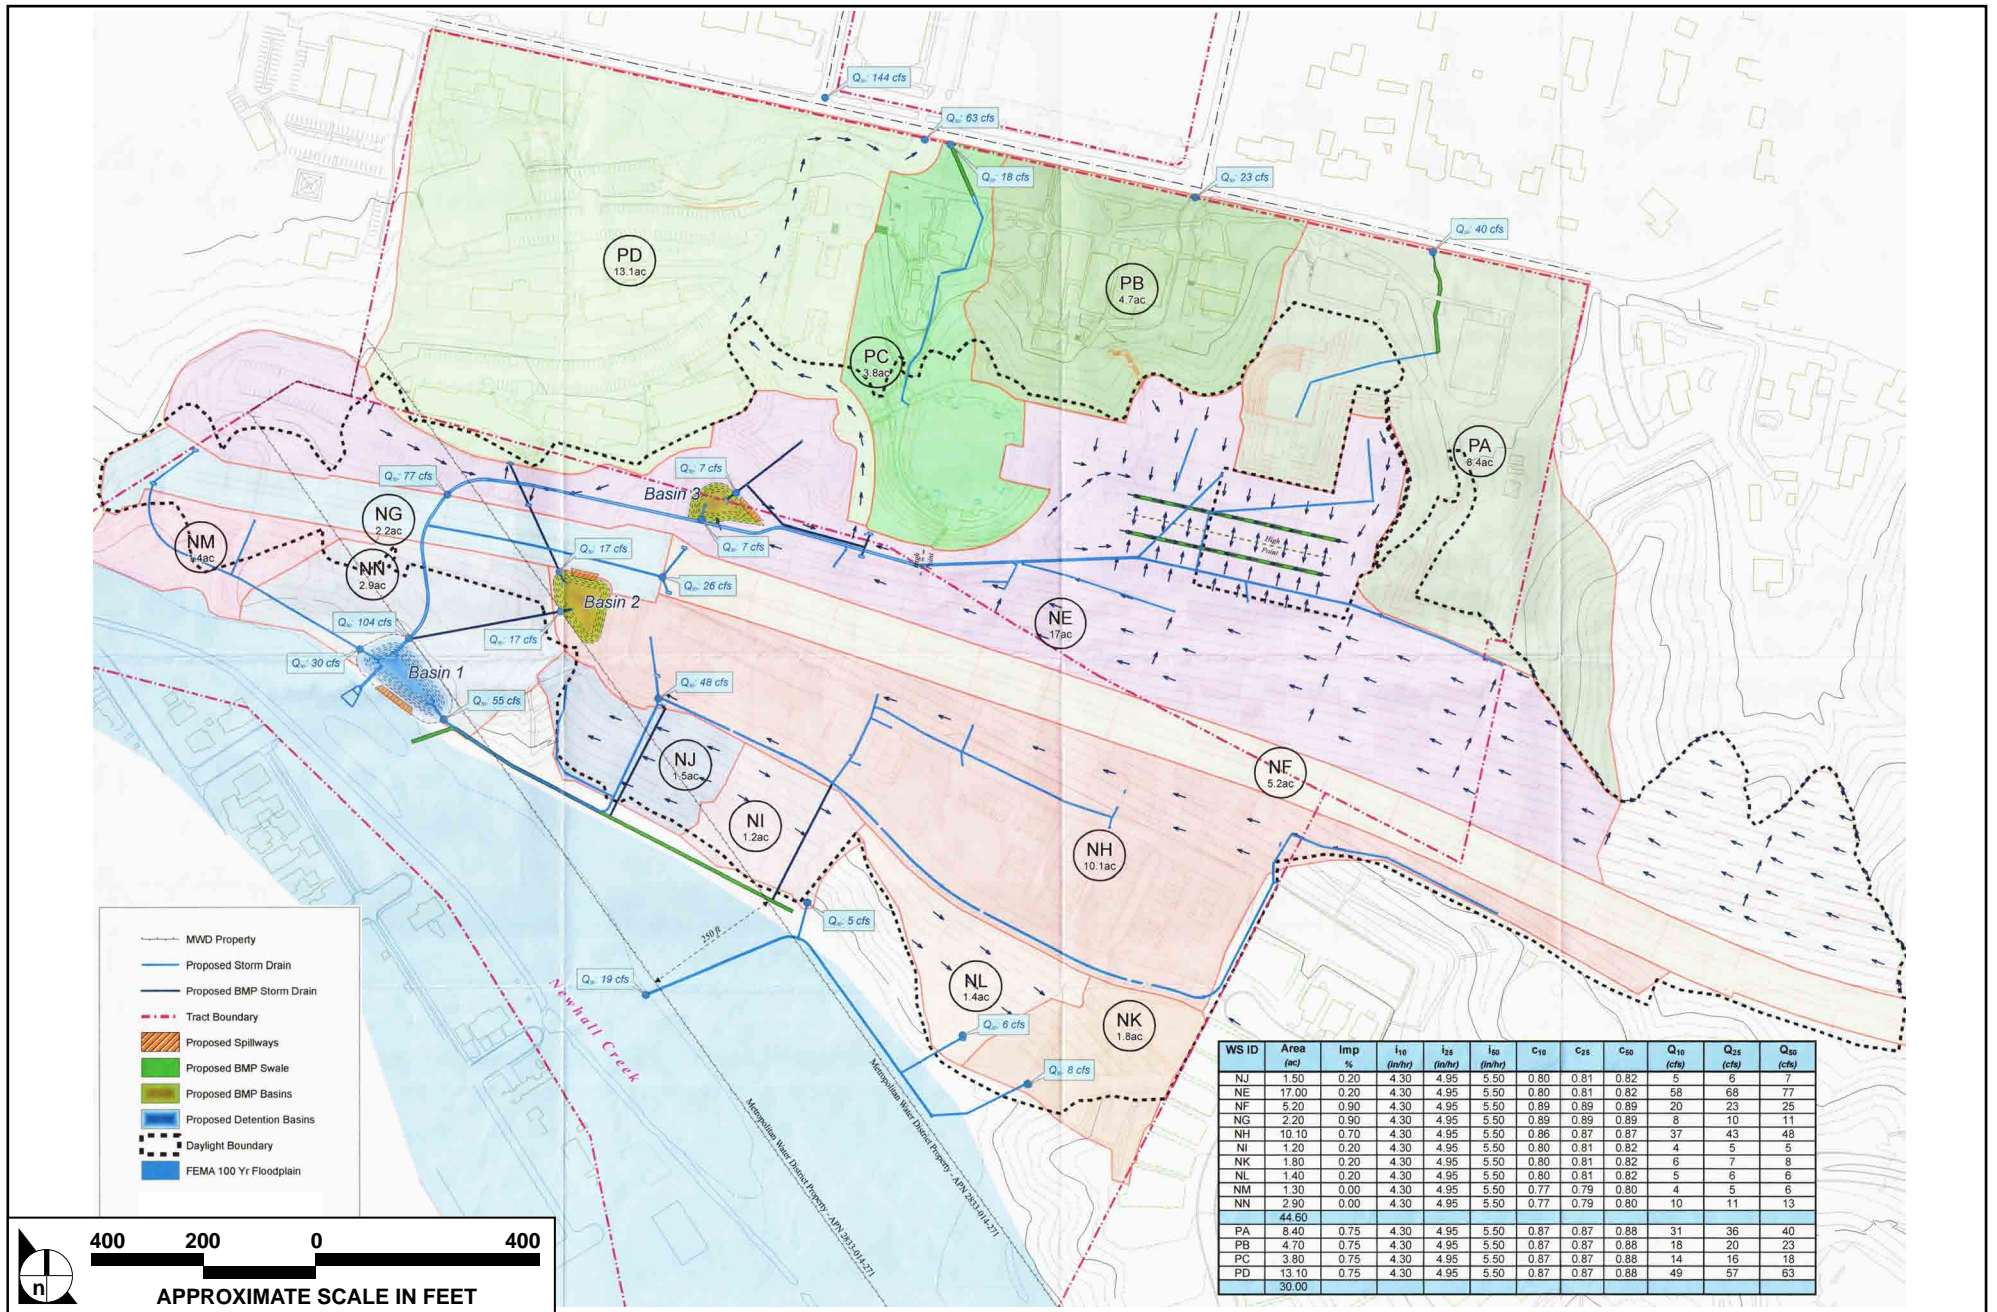 Q₅₀: 144 cfs
Q₅₀: 63 cfs
Q₅₀: 18 cfs
Q₅₀: 23 cfs
Q₅₀: 40 cfs
PD
13.1ac
PB
4.7ac
PC
3.8ac
PA
8.4ac
Q₅₀: 77 cfs
Q₅₀: 7 cfs
Basin 3
NG
2.2ac
NM
NN
2.9ac
Q₅₀: 17 cfs
Q₅₀: 7 cfs
High
Point
High
Point
Q₅₀: 26 cfs
Basin 2
Q₅₀: 104 cfs
Q₅₀: 17 cfs
NE
17ac
Q₅₀: 30 cfs
Basin 1
Q₅₀: 48 cfs
Q₅₀: 55 cfs
NJ
1.5ac
NF
5.2ac
NI
1.2ac
NH
10.1ac
250 ft
Q₅₀: 5 cfs
Q₅₀: 19 cfs
NL
1.4ac
NK
1.8ac
Q₅₀: 6 cfs
Q₅₀: 8 cfs
Newhall Creek
Metropolitan Water District Property - APN 2833-014-271
Metropolitan Water District Property - APN 2833-014-271
MWD Property
Proposed Storm Drain
Proposed BMP Storm Drain
Tract Boundary
Proposed Spillways
Proposed BMP Swale
Proposed BMP Basins
Proposed Detention Basins
Daylight Boundary
FEMA 100 Yr Floodplain
WS ID Area (ac) Imp % i₁₀ (in/hr) i₂₅ (in/hr) i₅₀ (in/hr) c₁₀ c₂₅ c₅₀ Q₁₀ (cfs) Q₂₅ (cfs) Q₅₀ (cfs)
NJ 1.50 0.20 4.30 4.95 5.50 0.80 0.81 0.82 5 6 7
NE 17.00 0.20 4.30 4.95 5.50 0.80 0.81 0.82 58 68 77
NF 5.20 0.90 4.30 4.95 5.50 0.89 0.89 0.89 20 23 25
NG 2.20 0.90 4.30 4.95 5.50 0.89 0.89 0.89 8 10 11
NH 10.10 0.70 4.30 4.95 5.50 0.86 0.87 0.87 37 43 48
NI 1.20 0.20 4.30 4.95 5.50 0.80 0.81 0.82 4 5 5
NK 1.80 0.20 4.30 4.95 5.50 0.80 0.81 0.82 6 7 8
NL 1.40 0.20 4.30 4.95 5.50 0.80 0.81 0.82 5 6 6
NM 1.30 0.00 4.30 4.95 5.50 0.77 0.79 0.80 4 5 6
NN 2.90 0.00 4.30 4.95 5.50 0.77 0.79 0.80 10 11 13
44.60
PA 8.40 0.75 4.30 4.95 5.50 0.87 0.87 0.88 31 36 40
PB 4.70 0.75 4.30 4.95 5.50 0.87 0.87 0.88 18 20 23
PC 3.80 0.75 4.30 4.95 5.50 0.87 0.87 0.88 14 16 18
PD 13.10 0.75 4.30 4.95 5.50 0.87 0.87 0.88 49 57 63
30.00
n
400 200 0 400
APPROXIMATE SCALE IN FEET